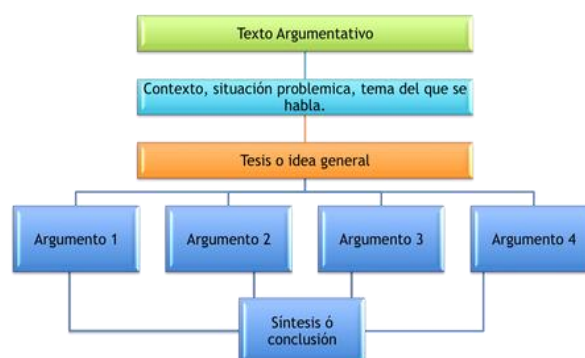 Texto Argumentativo
Contexto, situación problemica, tema del que se
habla.
Tesis o idea general
Argumento 1
Argumento 2
Argumento 3
Argumento 4
Síntesis ó
conclusión